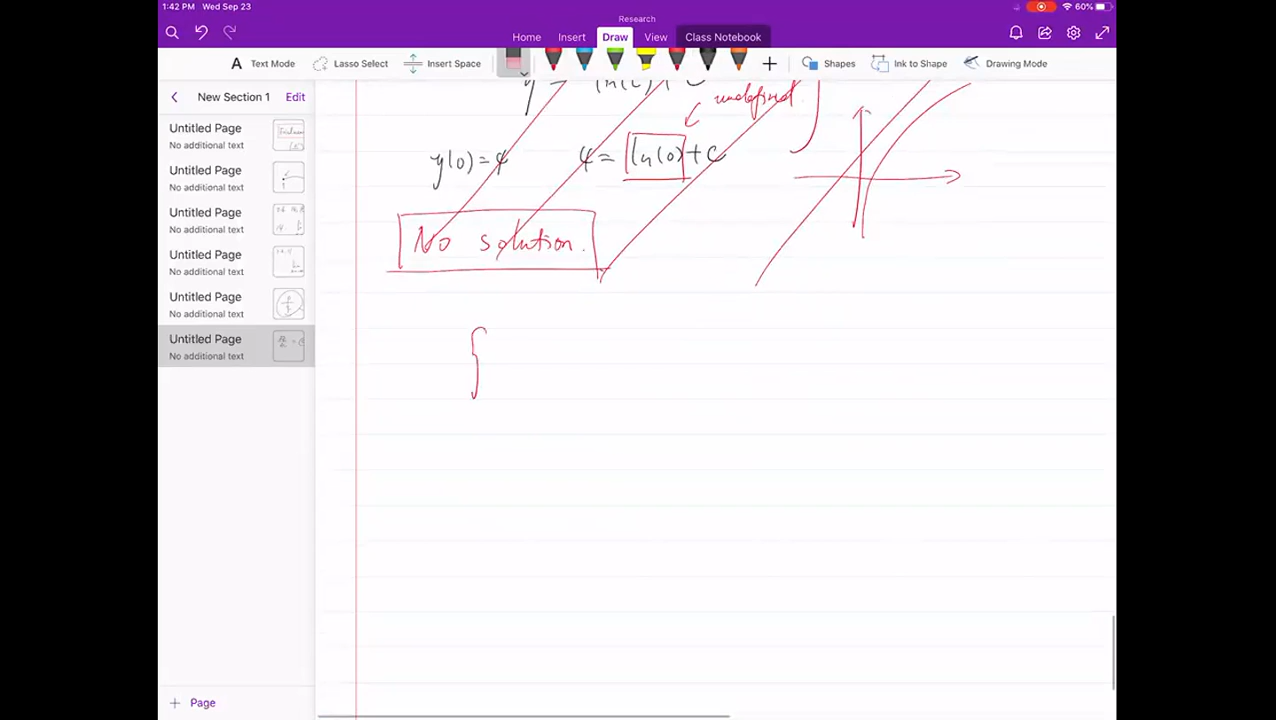 1:42 PM Wed Sep 23
60%
Research
Home Insert Draw View Class Notebook
Text Mode Lasso Select Insert Space Shapes Ink to Shape Drawing Mode
New Section 1 Edit
Untitled Page
No additional text
Untitled Page
No additional text
Untitled Page
No additional text
Untitled Page
No additional text
Untitled Page
No additional text
Untitled Page
No additional text
Page
y = ln(t) + C
undefined.
y(0) = 4 4 = ln(0) + C
No solution.